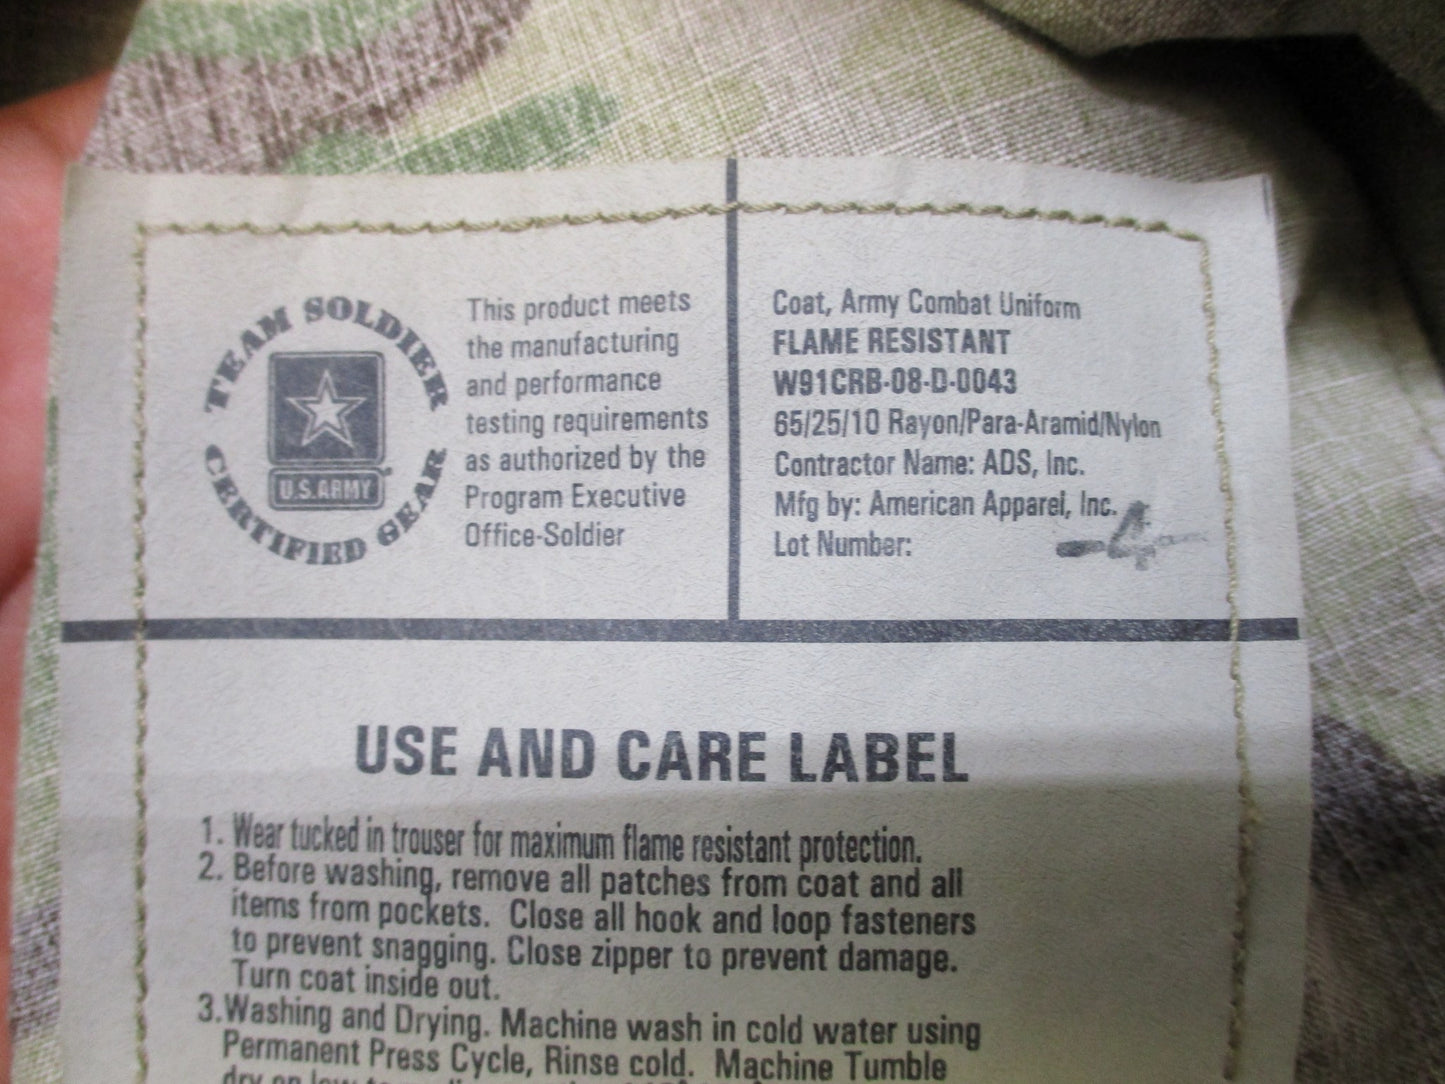 TEAM SOLDIER
U.S.ARMY
CERTIFIED GEAR
This product meets
the manufacturing
and performance
testing requirements
as authorized by the
Program Executive
Office-Soldier
Coat, Army Combat Uniform
FLAME RESISTANT
W91CRB-08-D-0043
65/25/10 Rayon/Para-Aramid/Nylon
Contractor Name: ADS, Inc.
Mfg by: American Apparel, Inc.
Lot Number:
USE AND CARE LABEL
1. Wear tucked in trouser for maximum flame resistant protection.
2. Before washing, remove all patches from coat and all
items from pockets. Close all hook and loop fasteners
to prevent snagging. Close zipper to prevent damage.
Turn coat inside out.
3.Washing and Drying. Machine wash in cold water using
Permanent Press Cycle, Rinse cold. Machine Tumble
dry on low